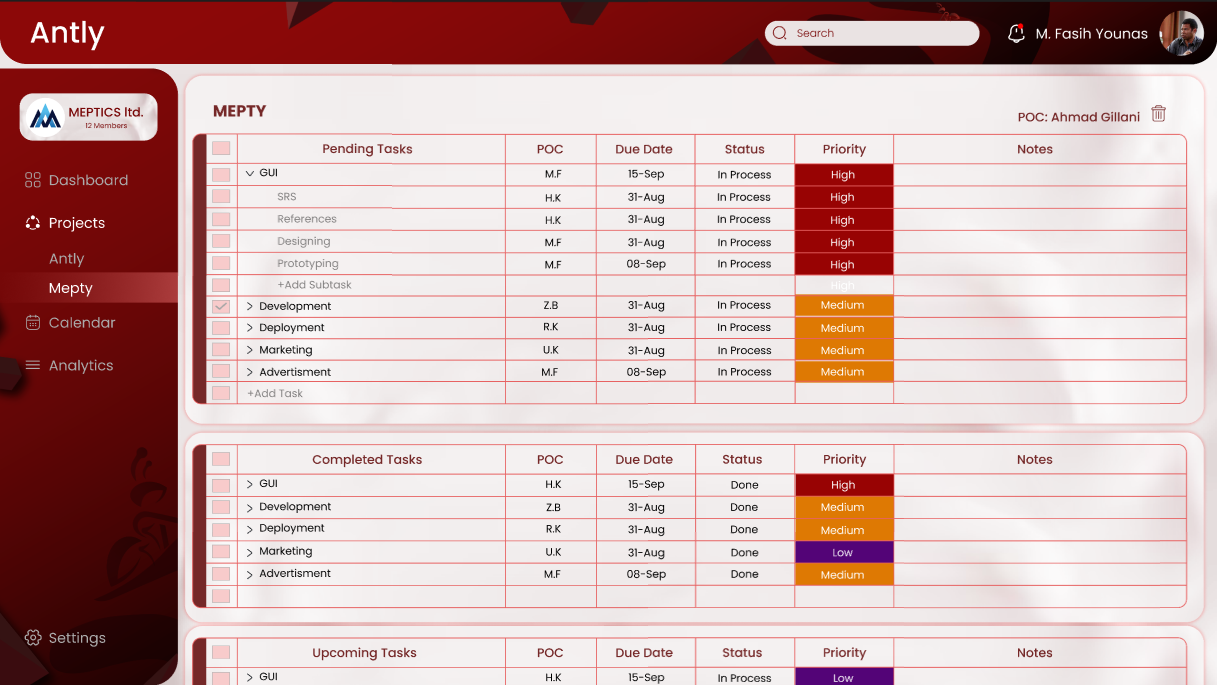 Antly
Search
M. Fasih Younas
MEPTICS ltd.
12 Members
Dashboard
Projects
Antly
Mepty
Calendar
Analytics
Settings
MEPTY
POC: Ahmad Gillani
Pending Tasks POC Due Date Status Priority Notes
GUI M.F 15-Sep In Process High
SRS H.K 31-Aug In Process High
References H.K 31-Aug In Process High
Designing M.F 31-Aug In Process High
Prototyping M.F 08-Sep In Process High
+Add Subtask High
Development Z.B 31-Aug In Process Medium
Deployment R.K 31-Aug In Process Medium
Marketing U.K 31-Aug In Process Medium
Advertisment M.F 08-Sep In Process Medium
+Add Task
Completed Tasks POC Due Date Status Priority Notes
GUI H.K 15-Sep Done High
Development Z.B 31-Aug Done Medium
Deployment R.K 31-Aug Done Medium
Marketing U.K 31-Aug Done Low
Advertisment M.F 08-Sep Done Medium
Upcoming Tasks POC Due Date Status Priority Notes
GUI H.K 15-Sep In Process Low